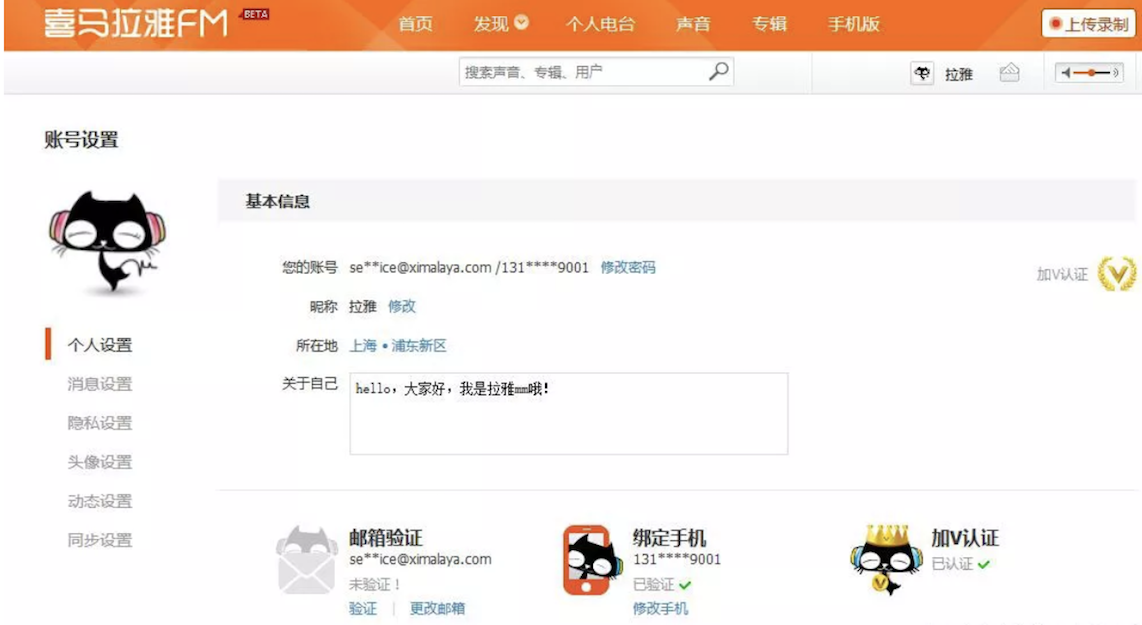 喜马拉雅FM BETA 首页 发现 个人电台 声音 专辑 手机版 上传录制
搜索声音、专辑、用户 拉雅
账号设置
基本信息
您的账号 se**ice@ximalaya.com /131****9001 修改密码 加V认证
昵称 拉雅 修改
所在地 上海 • 浦东新区
关于自己 hello，大家好，我是拉雅mm哦！
个人设置
消息设置
隐私设置
头像设置
动态设置
同步设置
邮箱验证
se**ice@ximalaya.com
未验证！
验证 | 更改邮箱
绑定手机
131****9001
已验证
修改手机
加V认证
已认证